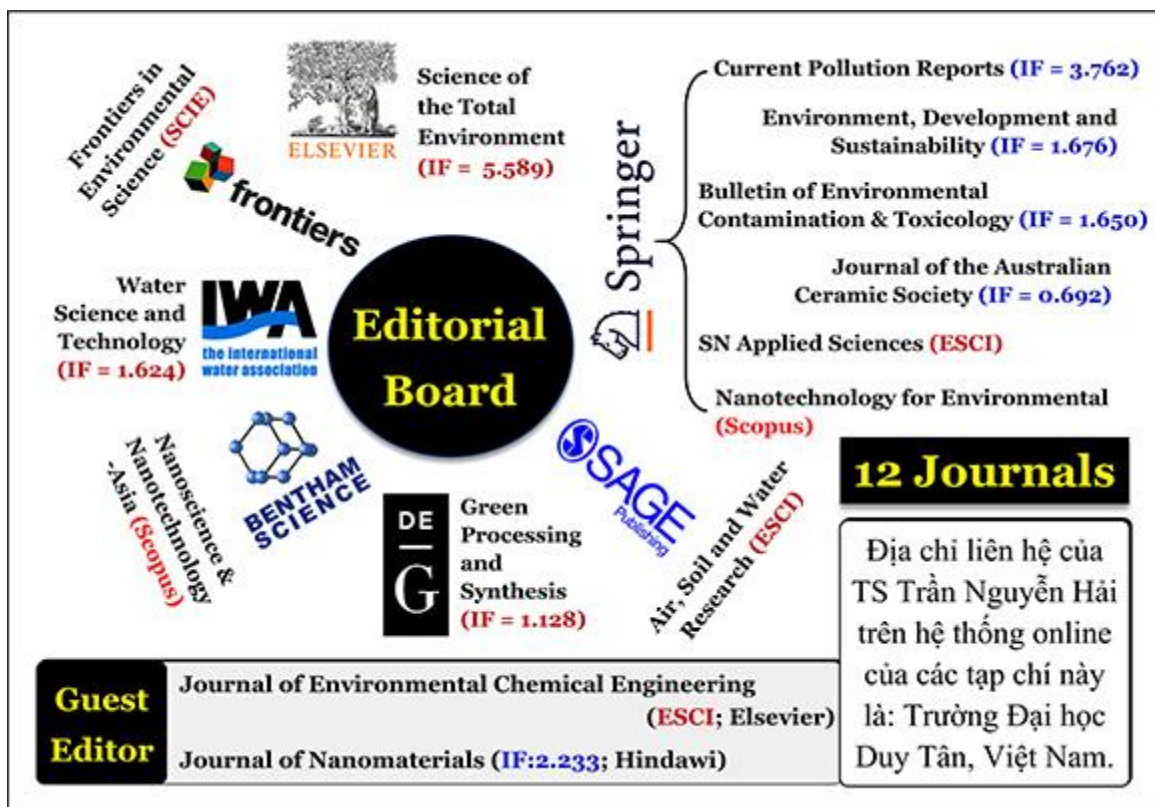 Frontiers in
Environmental
Science (SCIE)
frontiers
ELSEVIER
Science of
the Total
Environment
(IF = 5.589)
Springer
Current Pollution Reports (IF = 3.762)
Environment, Development and
Sustainability (IF = 1.676)
Bulletin of Environmental
Contamination & Toxicology (IF = 1.650)
Journal of the Australian
Ceramic Society (IF = 0.692)
SN Applied Sciences (ESCI)
Nanotechnology for Environmental
(Scopus)
Water
Science and
Technology
(IF = 1.624)
IWA
the international
water association
Editorial
Board
Nanoscience &
Nanotechnology
-Asia (Scopus)
BENTHAM
SCIENCE
DE
G
Green
Processing
and
Synthesis
(IF = 1.128)
SAGE
Publishing
Air, Soil and Water
Research (ESCI)
12 Journals
Địa chỉ liên hệ của
TS Trần Nguyễn Hải
trên hệ thống online
của các tạp chí này
là: Trường Đại học
Duy Tân, Việt Nam.
Guest
Editor
Journal of Environmental Chemical Engineering
(ESCI; Elsevier)
Journal of Nanomaterials (IF:2.233; Hindawi)